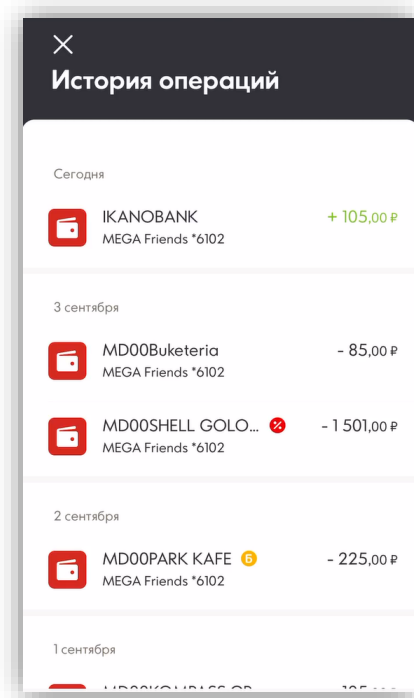 История операций
Сегодня
IKANOBANK + 105,00 ₽
MEGA Friends *6102
3 сентября
MD00Buketeria - 85,00 ₽
MEGA Friends *6102
MD00SHELL GOLO... % - 1 501,00 ₽
MEGA Friends *6102
2 сентября
MD00PARK KAFE Б - 225,00 ₽
MEGA Friends *6102
1 сентября